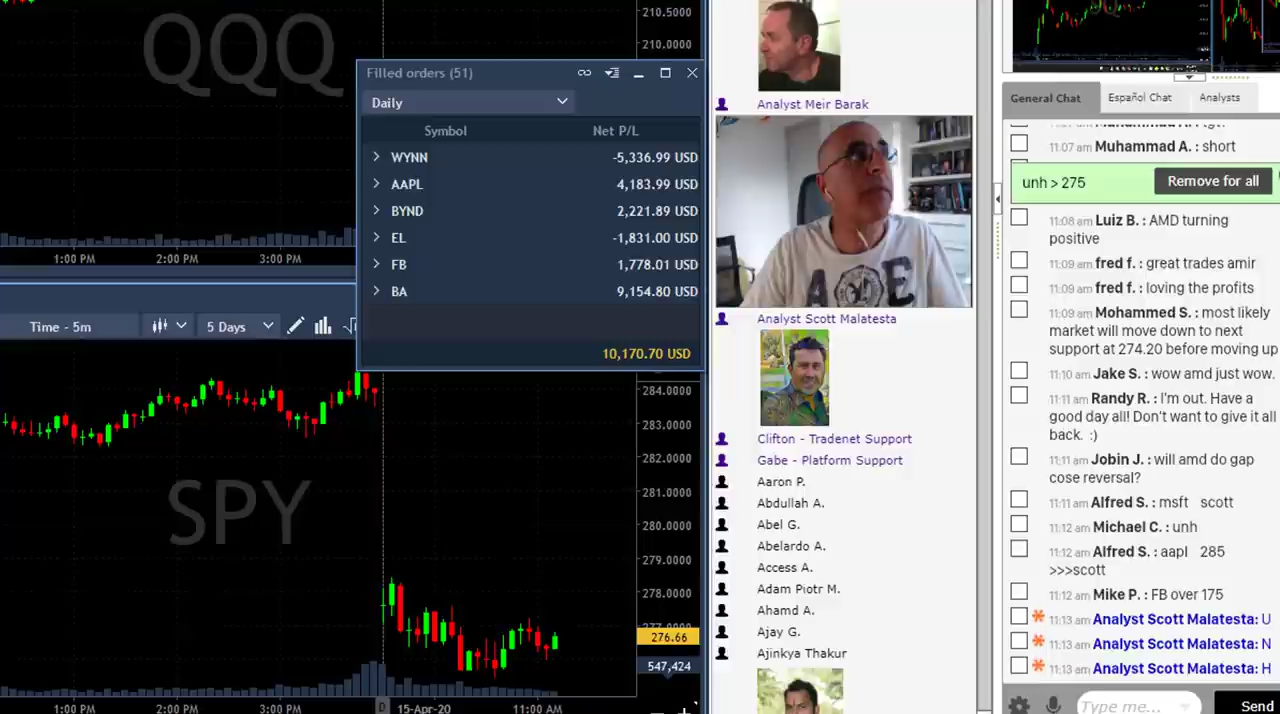 QQQ
210.5000
210.0000
1:00 PM
2:00 PM
3:00 PM
Filled orders (51)
Daily
Symbol Net P/L
WYNN -5,336.99 USD
AAPL 4,183.99 USD
BYND 2,221.89 USD
EL -1,831.00 USD
FB 1,778.01 USD
BA 9,154.80 USD
10,170.70 USD
Time - 5m
5 Days
SPY
284.0000
283.0000
282.0000
281.0000
280.0000
279.0000
278.0000
276.66
547,424
1:00 PM
2:00 PM
3:00 PM
D
15-Apr-20
11:00 AM
Analyst Meir Barak
A E
Analyst Scott Malatesta
Clifton - Tradenet Support
Gabe - Platform Support
Aaron P.
Abdullah A.
Abel G.
Abelardo A.
Access A.
Adam Piotr M.
Ahamd A.
Ajay G.
Ajinkya Thakur
General Chat
Español Chat
Analysts
11:07 am Muhammad A. : short
unh > 275
Remove for all
11:08 am Luiz B. : AMD turning
positive
11:09 am fred f. : great trades amir
11:09 am fred f. : loving the profits
11:09 am Mohammed S. : most likely
market will move down to next
support at 274.20 before moving up
11:10 am Jake S. : wow amd just wow.
11:11 am Randy R. : I'm out. Have a
good day all! Don't want to give it all
back. :)
11:11 am Jobin J. : will amd do gap
cose reversal?
11:11 am Alfred S. : msft scott
11:12 am Michael C. : unh
11:12 am Alfred S. : aapl 285
>>>scott
11:12 am Mike P. : FB over 175
11:13 am Analyst Scott Malatesta: U
11:13 am Analyst Scott Malatesta: N
11:13 am Analyst Scott Malatesta: H
Type me...
Send